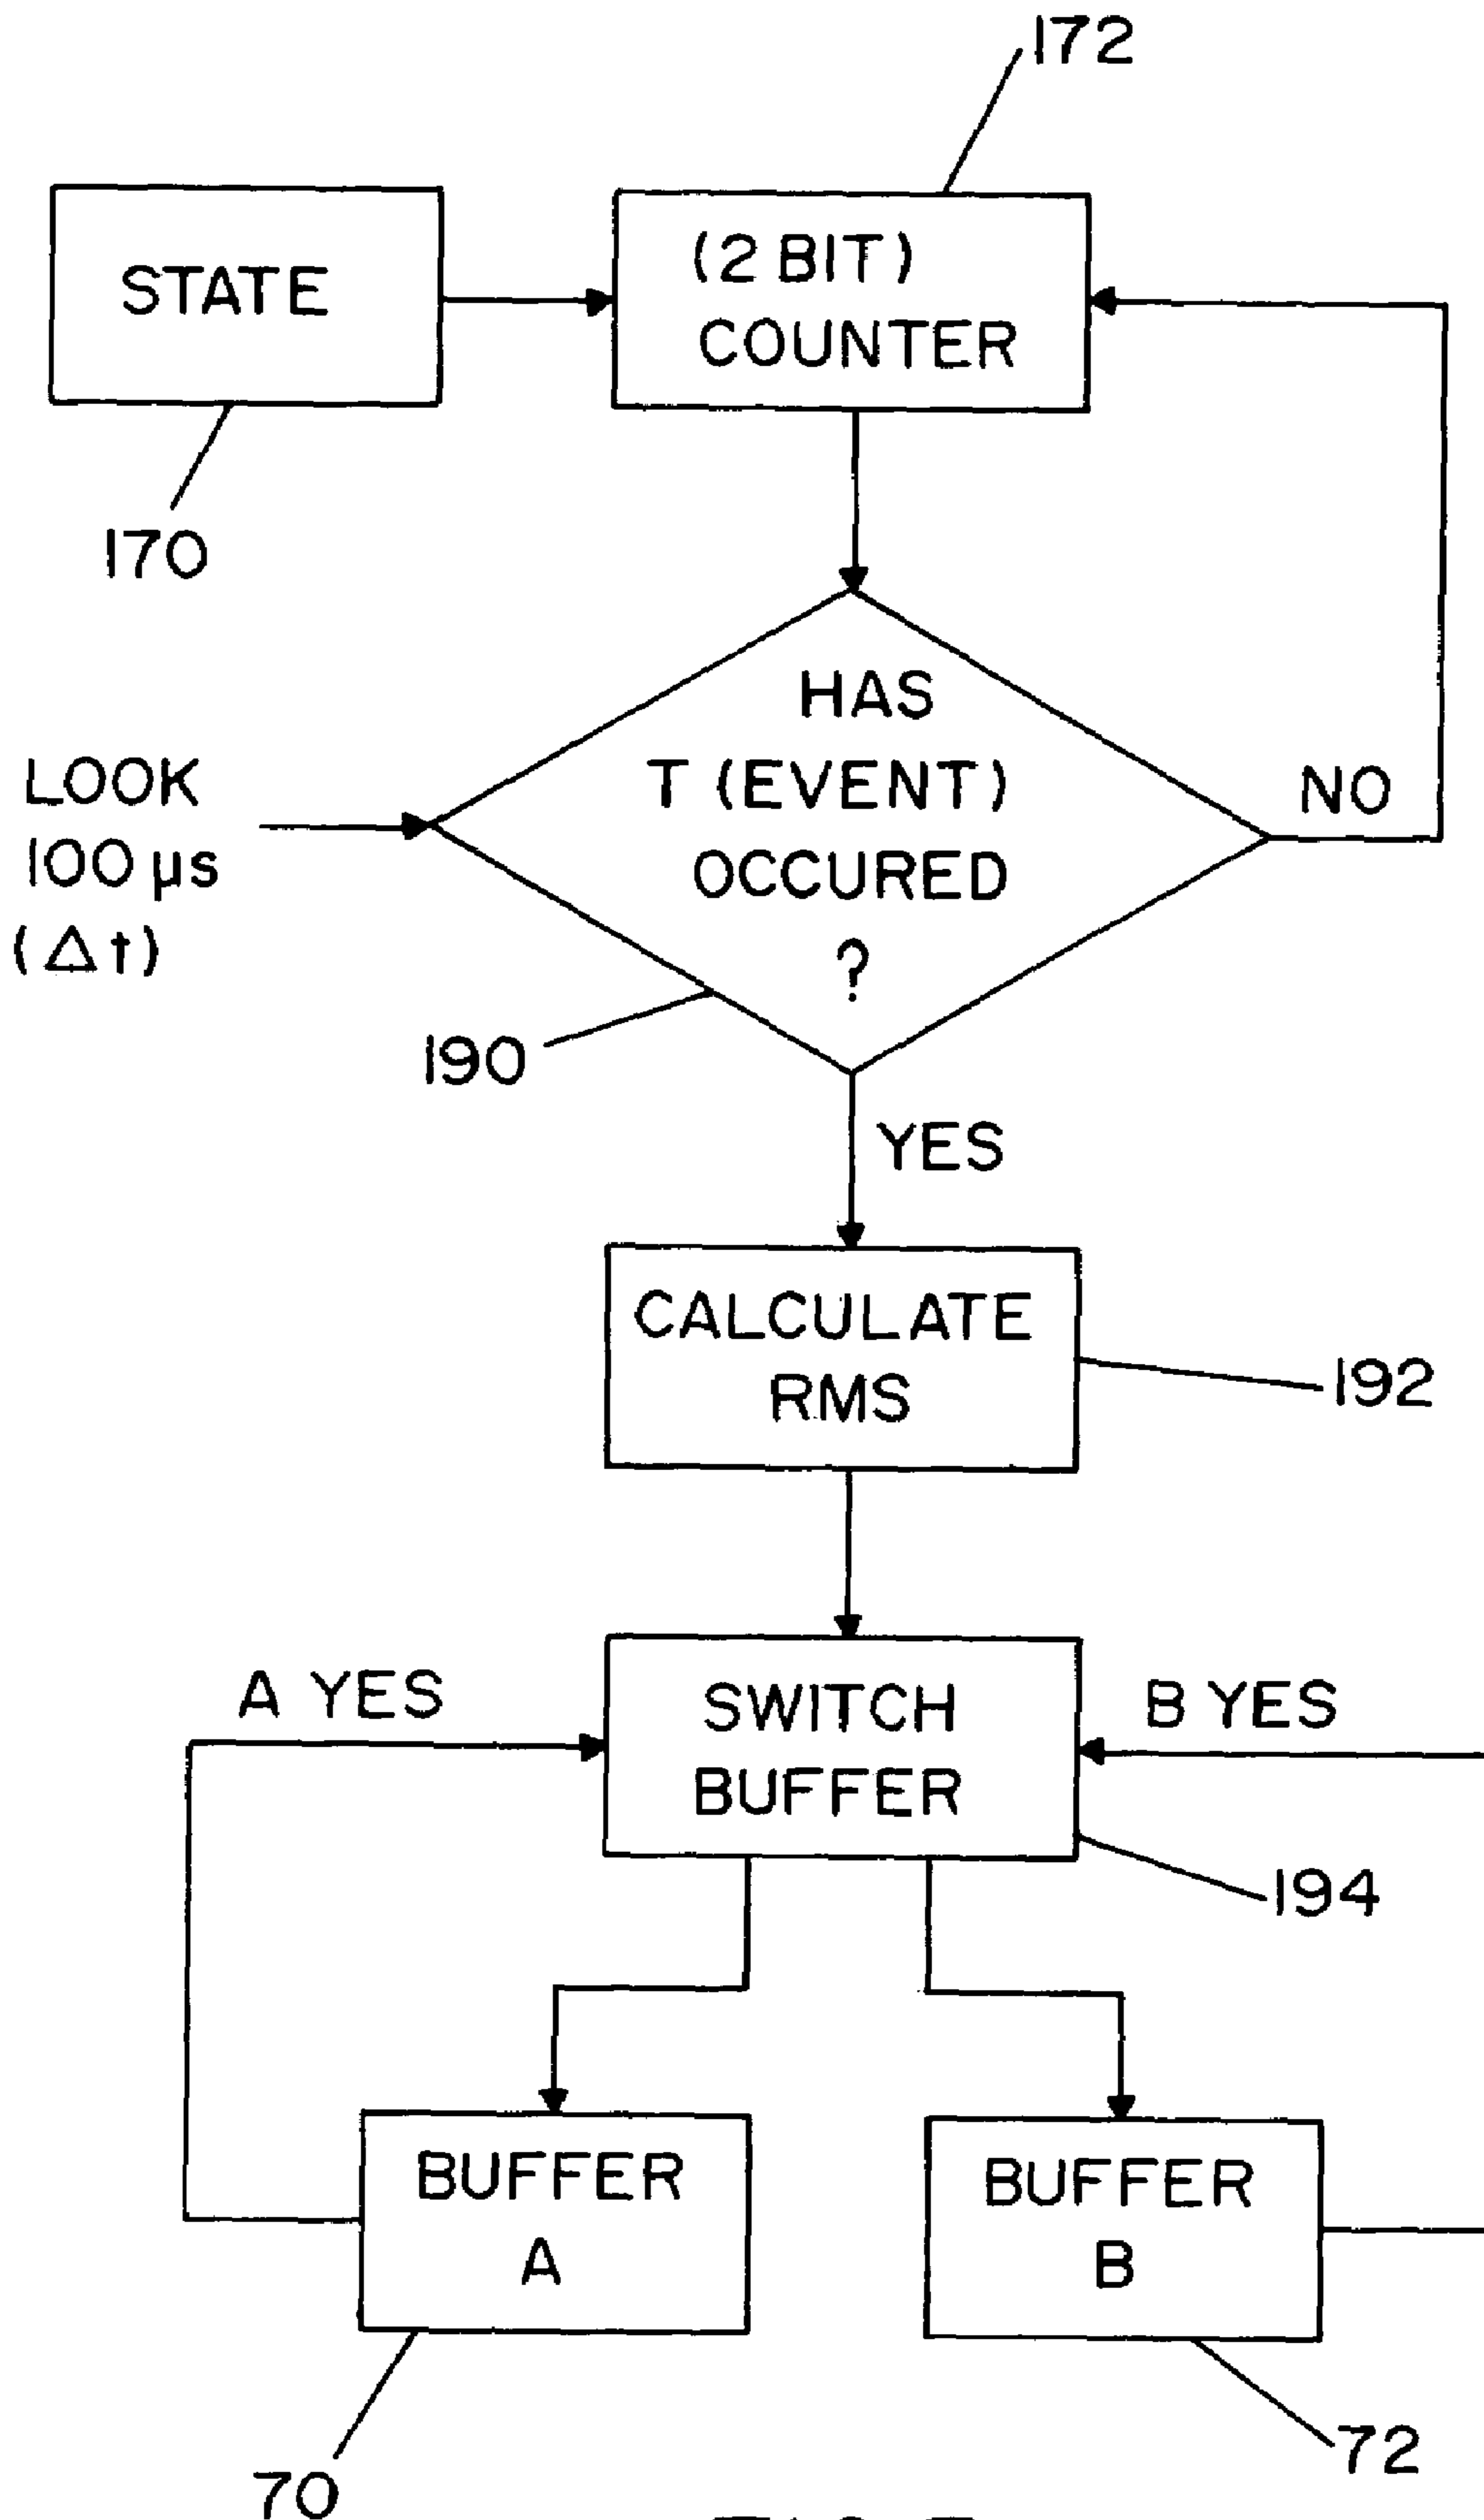 172
STATE
(2 BIT)
COUNTER
170
HAS
T (EVENT)
OCCURED
?
LOOK
100 µs
(Δt)
NO
190
YES
CALCULATE
RMS
192
A YES
SWITCH
BUFFER
B YES
194
BUFFER
A
BUFFER
B
70
72